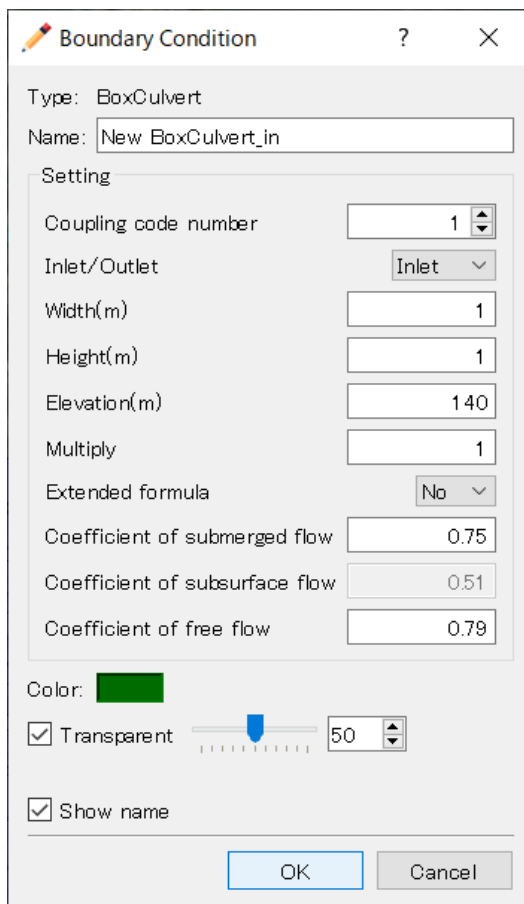 Boundary Condition ? ×
Type: BoxCulvert
Name: New BoxCulvert_in
Setting
Coupling code number 1
Inlet/Outlet Inlet
Width(m) 1
Height(m) 1
Elevation(m) 140
Multiply 1
Extended formula No
Coefficient of submerged flow 0.75
Coefficient of subsurface flow 0.51
Coefficient of free flow 0.79
Color:
Transparent 50
Show name
OK Cancel